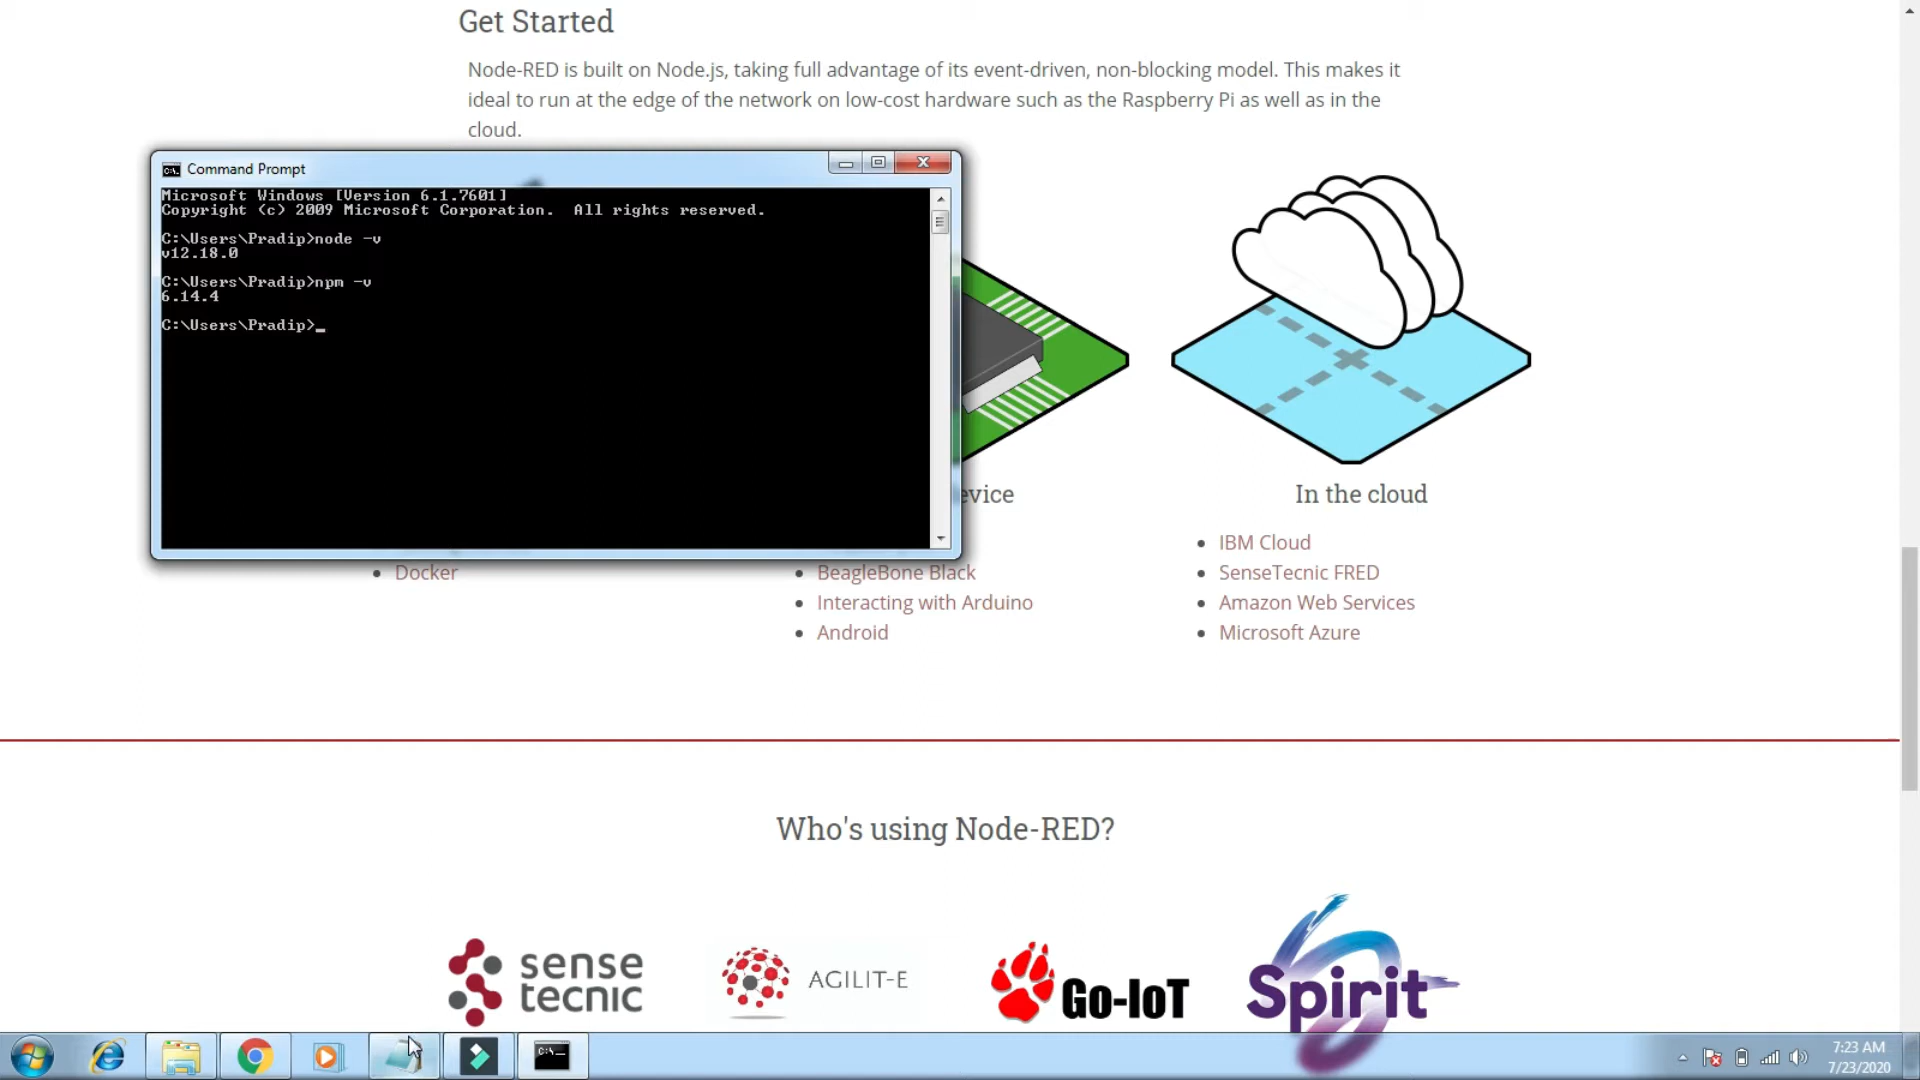 Get Started
Node-RED is built on Node.js, taking full advantage of its event-driven, non-blocking model. This makes it
ideal to run at the edge of the network on low-cost hardware such as the Raspberry Pi as well as in the
cloud.
Command Prompt
Microsoft Windows [Version 6.1.7601]
Copyright (c) 2009 Microsoft Corporation.  All rights reserved.
C:\Users\Pradip>node -v
v12.18.0
C:\Users\Pradip>npm -v
6.14.4
C:\Users\Pradip>_
evice
In the cloud
Docker
BeagleBone Black
Interacting with Arduino
Android
IBM Cloud
SenseTecnic FRED
Amazon Web Services
Microsoft Azure
Who's using Node-RED?
sense
tecnic
AGILIT-E
Go-IoT
Spirit
C:\_
7:23 AM
7/23/2020